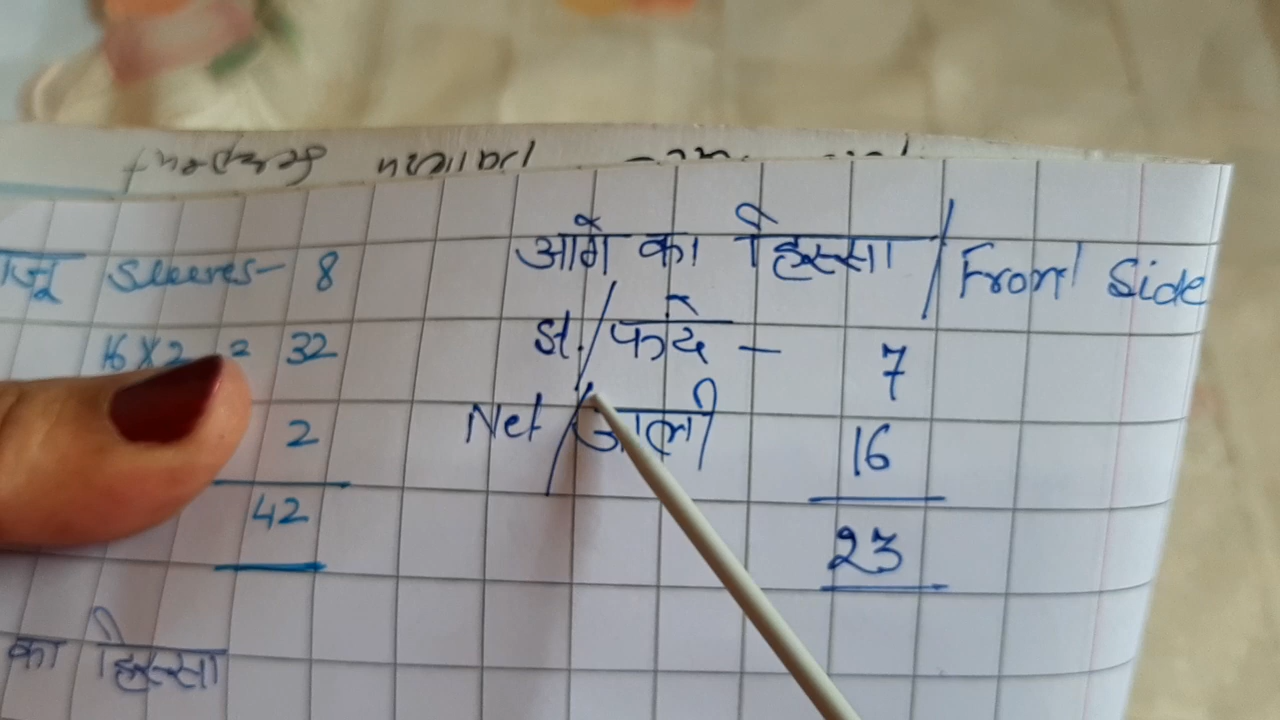 Sleeves- 8
16 X 2 = 32
2
42
का हिस्सा
आगे का हिस्सा / Front Side
डा. / फंदे - 7
Net / जाली 16
23